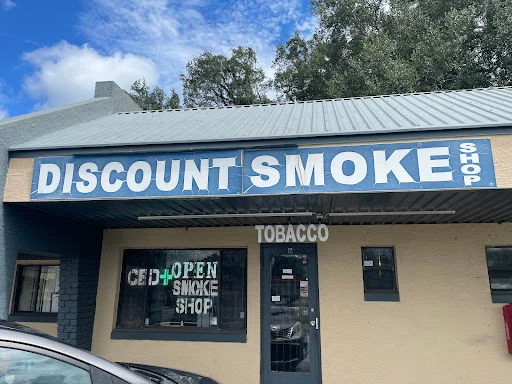 DISCOUNT SMOKE SHOP
TOBACCO
CBD+ OPEN
SMOKE
SHOP